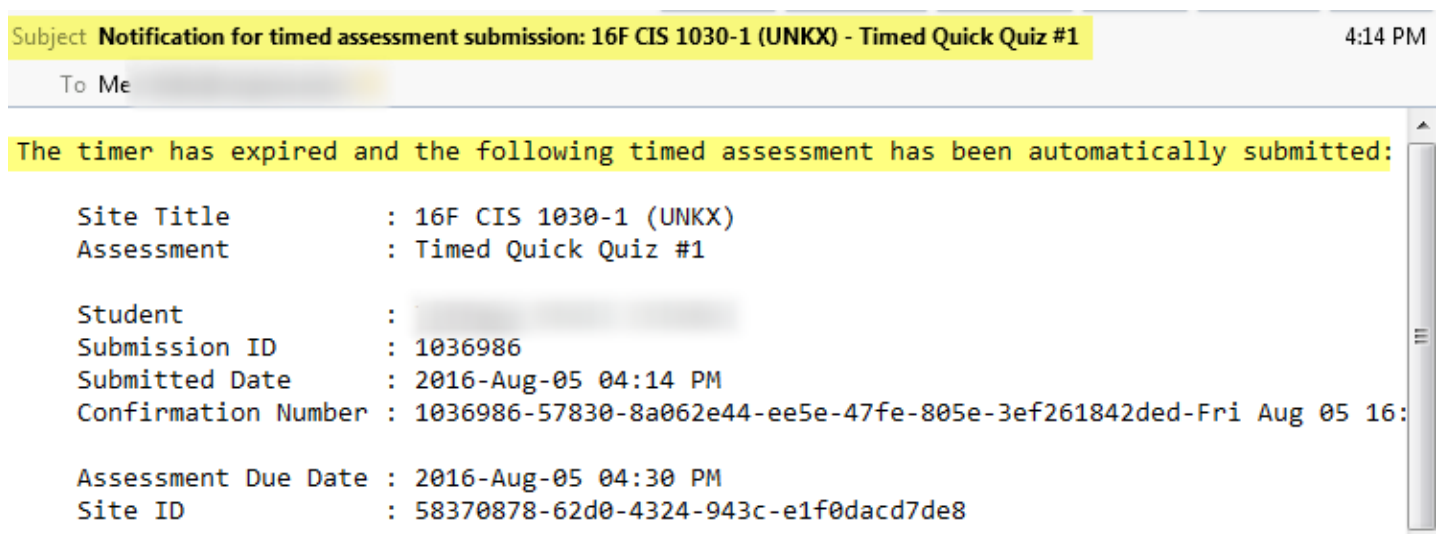 Subject Notification for timed assessment submission: 16F CIS 1030-1 (UNKX) - Timed Quick Quiz #1 4:14 PM
To Me
The timer has expired and the following timed assessment has been automatically submitted:
Site Title : 16F CIS 1030-1 (UNKX)
Assessment : Timed Quick Quiz #1
Student :
Submission ID : 1036986
Submitted Date : 2016-Aug-05 04:14 PM
Confirmation Number : 1036986-57830-8a062e44-ee5e-47fe-805e-3ef261842ded-Fri Aug 05 16:
Assessment Due Date : 2016-Aug-05 04:30 PM
Site ID : 58370878-62d0-4324-943c-e1f0dacd7de8